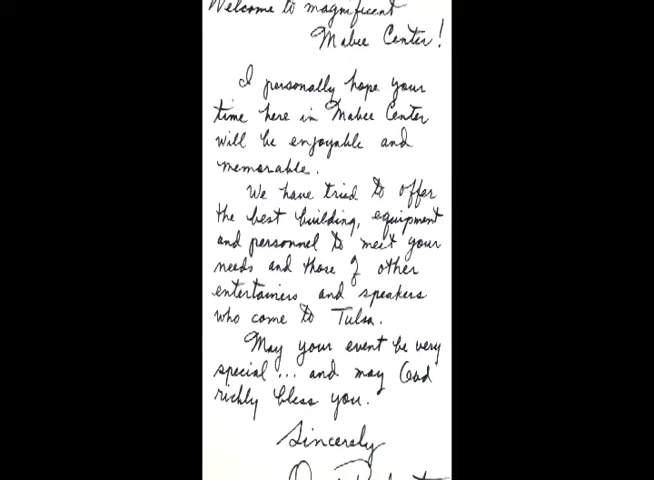 Welcome to magnificent
Mabee Center!
I personally hope your
time here in Mabee Center
will be enjoyable and
memorable.
We have tried to offer
the best building, equipment
and personnel to meet your
needs and those of other
entertainers and speakers
who come to Tulsa.
May your event be very
special... and may God
richly bless you.
Sincerely